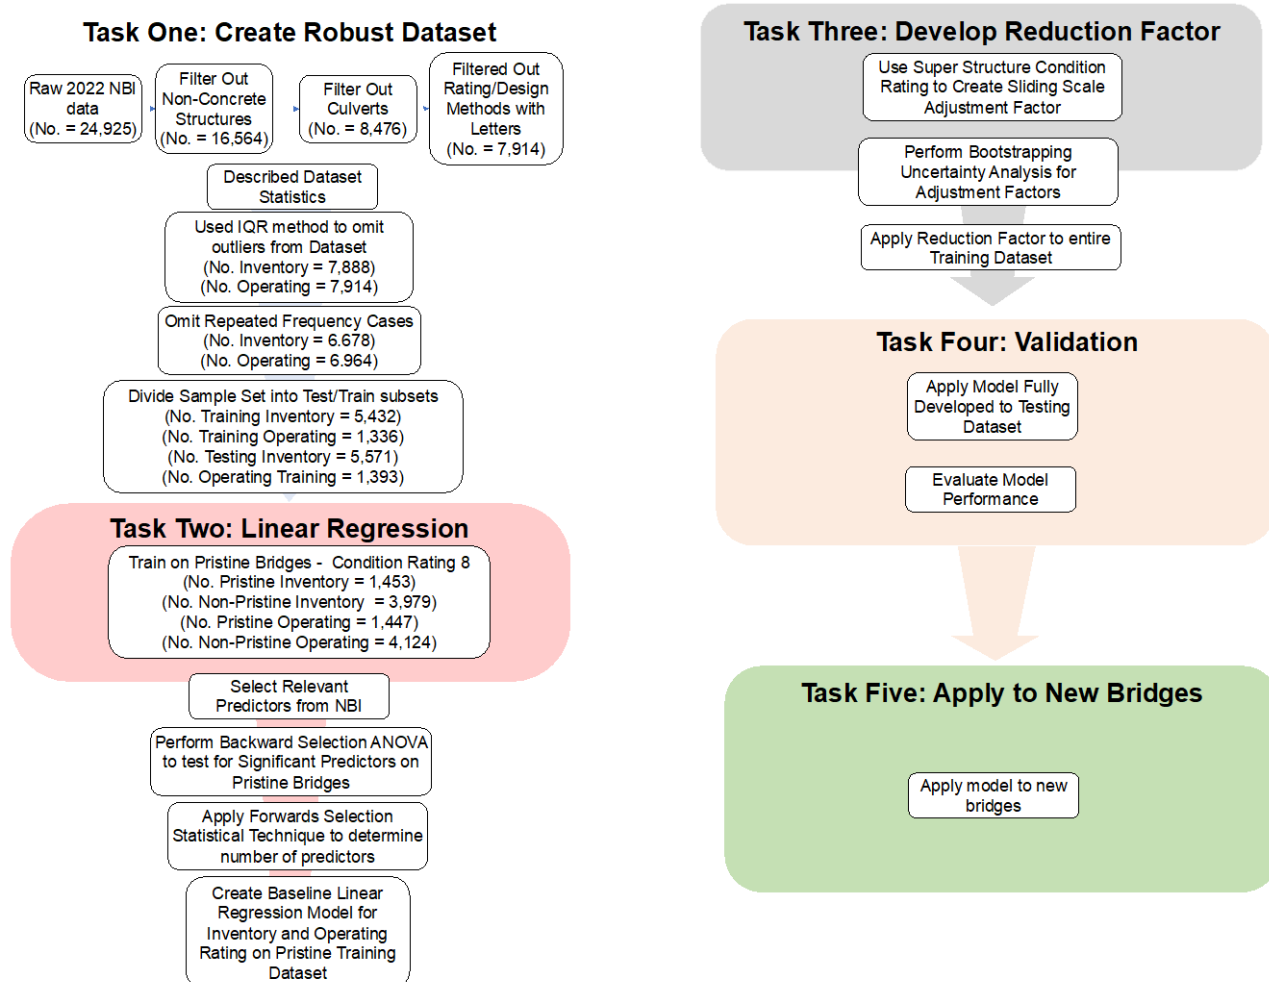 Task One: Create Robust Dataset
Raw 2022 NBI
data
(No. = 24,925)
Filter Out
Non-Concrete
Structures
(No. = 16,564)
Filter Out
Culverts
(No. = 8,476)
Filtered Out
Rating/Design
Methods with
Letters
(No. = 7,914)
Described Dataset
Statistics
Used IQR method to omit
outliers from Dataset
(No. Inventory = 7,888)
(No. Operating = 7,914)
Omit Repeated Frequency Cases
(No. Inventory = 6.678)
(No. Operating = 6.964)
Divide Sample Set into Test/Train subsets
(No. Training Inventory = 5,432)
(No. Training Operating = 1,336)
(No. Testing Inventory = 5,571)
(No. Operating Training = 1,393)
Task Two: Linear Regression
Train on Pristine Bridges - Condition Rating 8
(No. Pristine Inventory = 1,453)
(No. Non-Pristine Inventory = 3,979)
(No. Pristine Operating = 1,447)
(No. Non-Pristine Operating = 4,124)
Select Relevant
Predictors from NBI
Perform Backward Selection ANOVA
to test for Significant Predictors on
Pristine Bridges
Apply Forwards Selection
Statistical Technique to determine
number of predictors
Create Baseline Linear
Regression Model for
Inventory and Operating
Rating on Pristine Training
Dataset
Task Three: Develop Reduction Factor
Use Super Structure Condition
Rating to Create Sliding Scale
Adjustment Factor
Perform Bootstrapping
Uncertainty Analysis for
Adjustment Factors
Apply Reduction Factor to entire
Training Dataset
Task Four: Validation
Apply Model Fully
Developed to Testing
Dataset
Evaluate Model
Performance
Task Five: Apply to New Bridges
Apply model to new
bridges